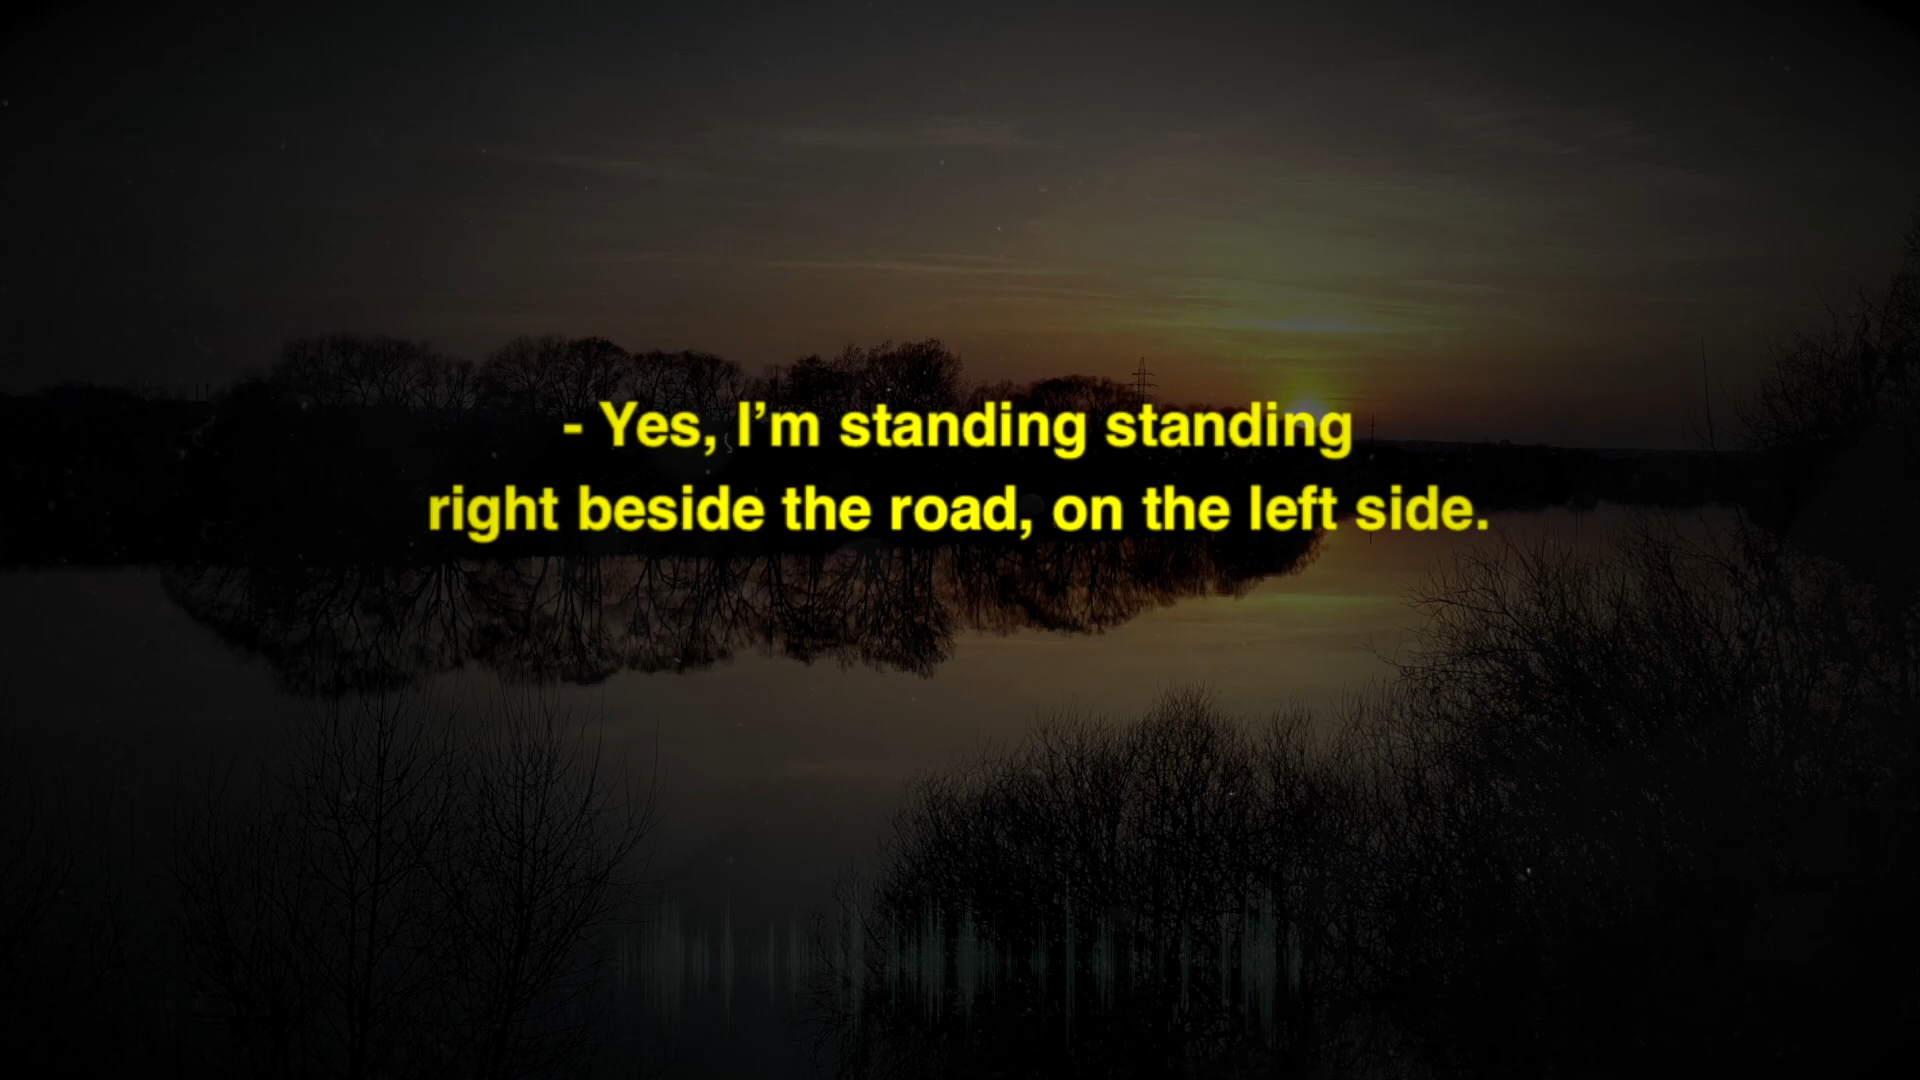 - Yes, I’m standing standing
right beside the road, on the left side.